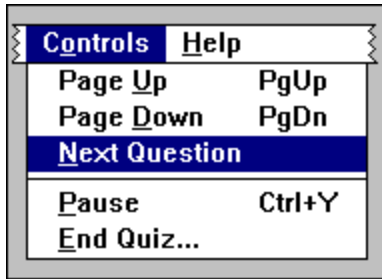 Controls Help
Page Up PgUp
Page Down PgDn
Next Question
Pause Ctrl+Y
End Quiz...